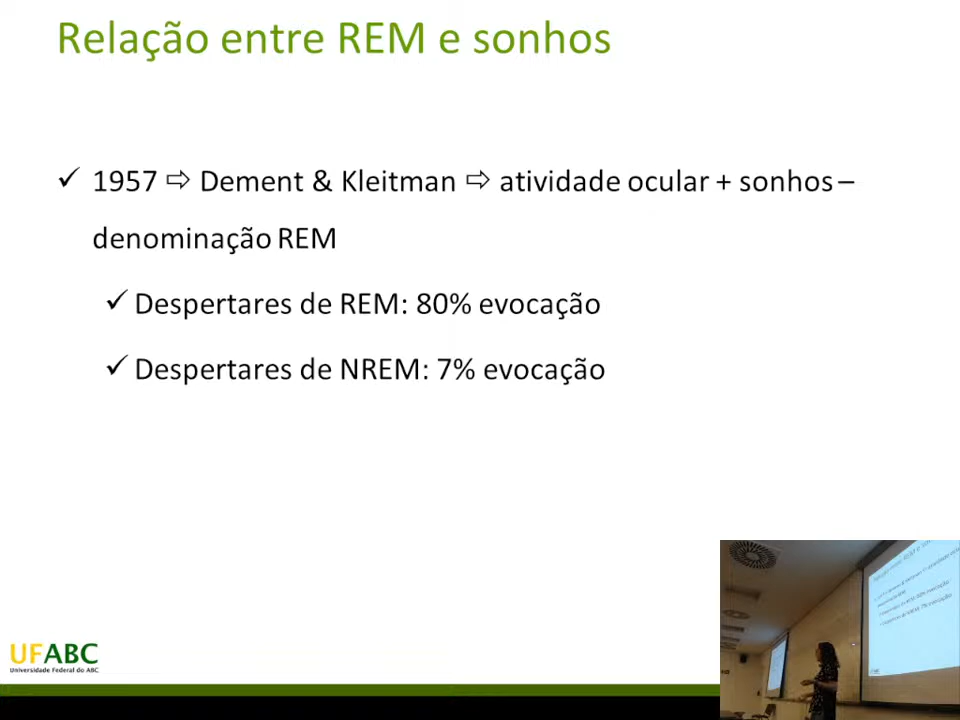 Relação entre REM e sonhos
✓ 1957 ⇨ Dement & Kleitman ⇨ atividade ocular + sonhos –
denominação REM
✓ Despertares de REM: 80% evocação
✓ Despertares de NREM: 7% evocação
UFABC
Universidade Federal do ABC